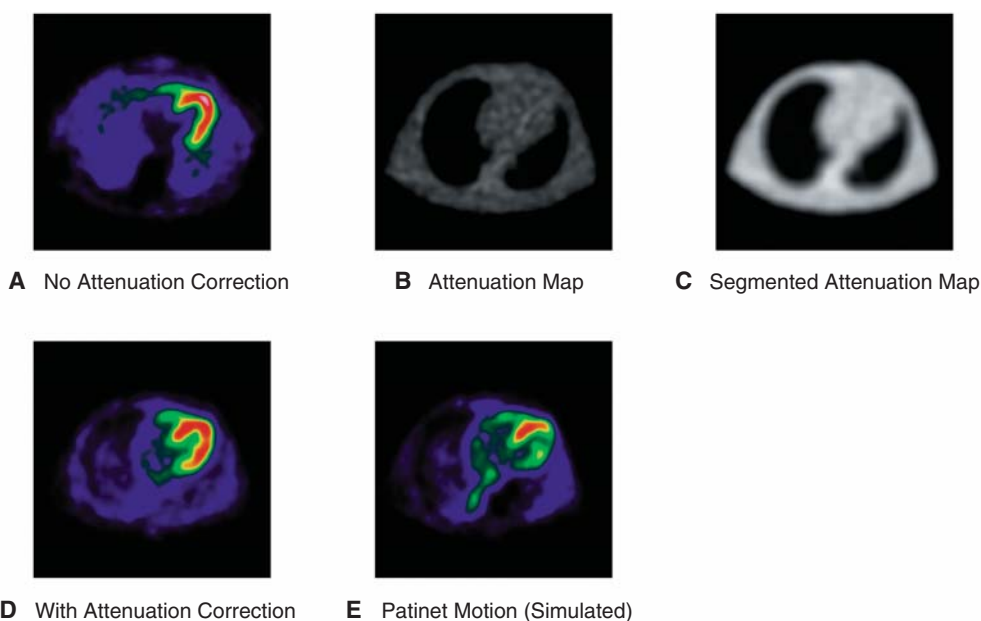 A No Attenuation Correction
B Attenuation Map
C Segmented Attenuation Map
D With Attenuation Correction
E Patinet Motion (Simulated)